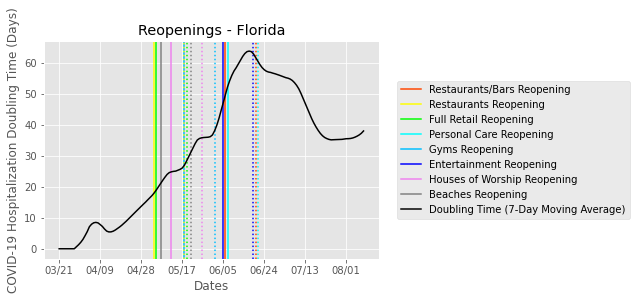 Reopenings - Florida
COVID-19 Hospitalization Doubling Time (Days)
60
50
40
30
20
10
0
03/21 04/09 04/28 05/17 06/05 06/24 07/13 08/01
Dates
Restaurants/Bars Reopening
Restaurants Reopening
Full Retail Reopening
Personal Care Reopening
Gyms Reopening
Entertainment Reopening
Houses of Worship Reopening
Beaches Reopening
Doubling Time (7-Day Moving Average)